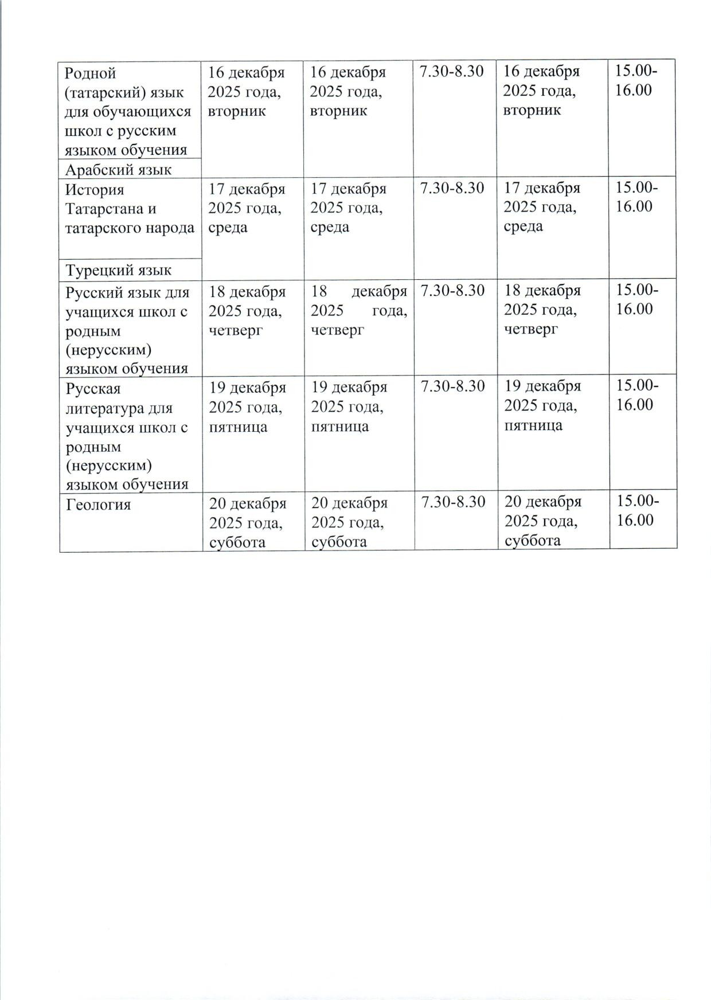 Родной
(татарский) язык
для обучающихся
школ с русским
языком обучения
Арабский язык
16 декабря
2025 года,
вторник
16 декабря
2025 года,
вторник
7.30-8.30
16 декабря
2025 года,
вторник
15.00-
16.00
История
Татарстана и
татарского народа
Турецкий язык
17 декабря
2025 года,
среда
17 декабря
2025 года,
среда
7.30-8.30
17 декабря
2025 года,
среда
15.00-
16.00
Русский язык для
учащихся школ с
родным
(нерусским)
языком обучения
18 декабря
2025 года,
четверг
18 декабря
2025 года,
четверг
7.30-8.30
18 декабря
2025 года,
четверг
15.00-
16.00
Русская
литература для
учащихся школ с
родным
(нерусским)
языком обучения
19 декабря
2025 года,
пятница
19 декабря
2025 года,
пятница
7.30-8.30
19 декабря
2025 года,
пятница
15.00-
16.00
Геология
20 декабря
2025 года,
суббота
20 декабря
2025 года,
суббота
7.30-8.30
20 декабря
2025 года,
суббота
15.00-
16.00